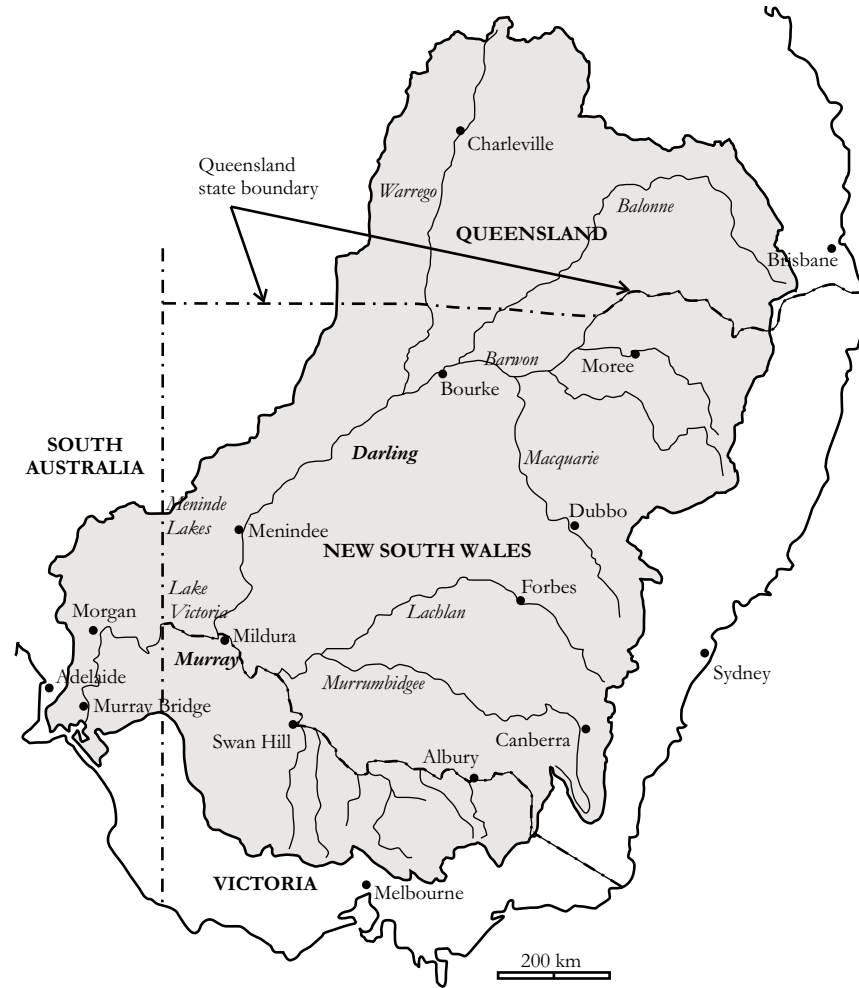 Charleville
Queensland
state boundary
Warrego
Balonne
QUEENSLAND
Brisbane
Barwon
Moree
Bourke
SOUTH
AUSTRALIA
Darling
Macquarie
Meninde
Lakes
Menindee
Dubbo
NEW SOUTH WALES
Lake
Victoria
Forbes
Morgan
Lachlan
Mildura
Murray
Sydney
Adelaide
Murrumbidgee
Murray Bridge
Swan Hill
Canberra
Albury
VICTORIA
Melbourne
200 km